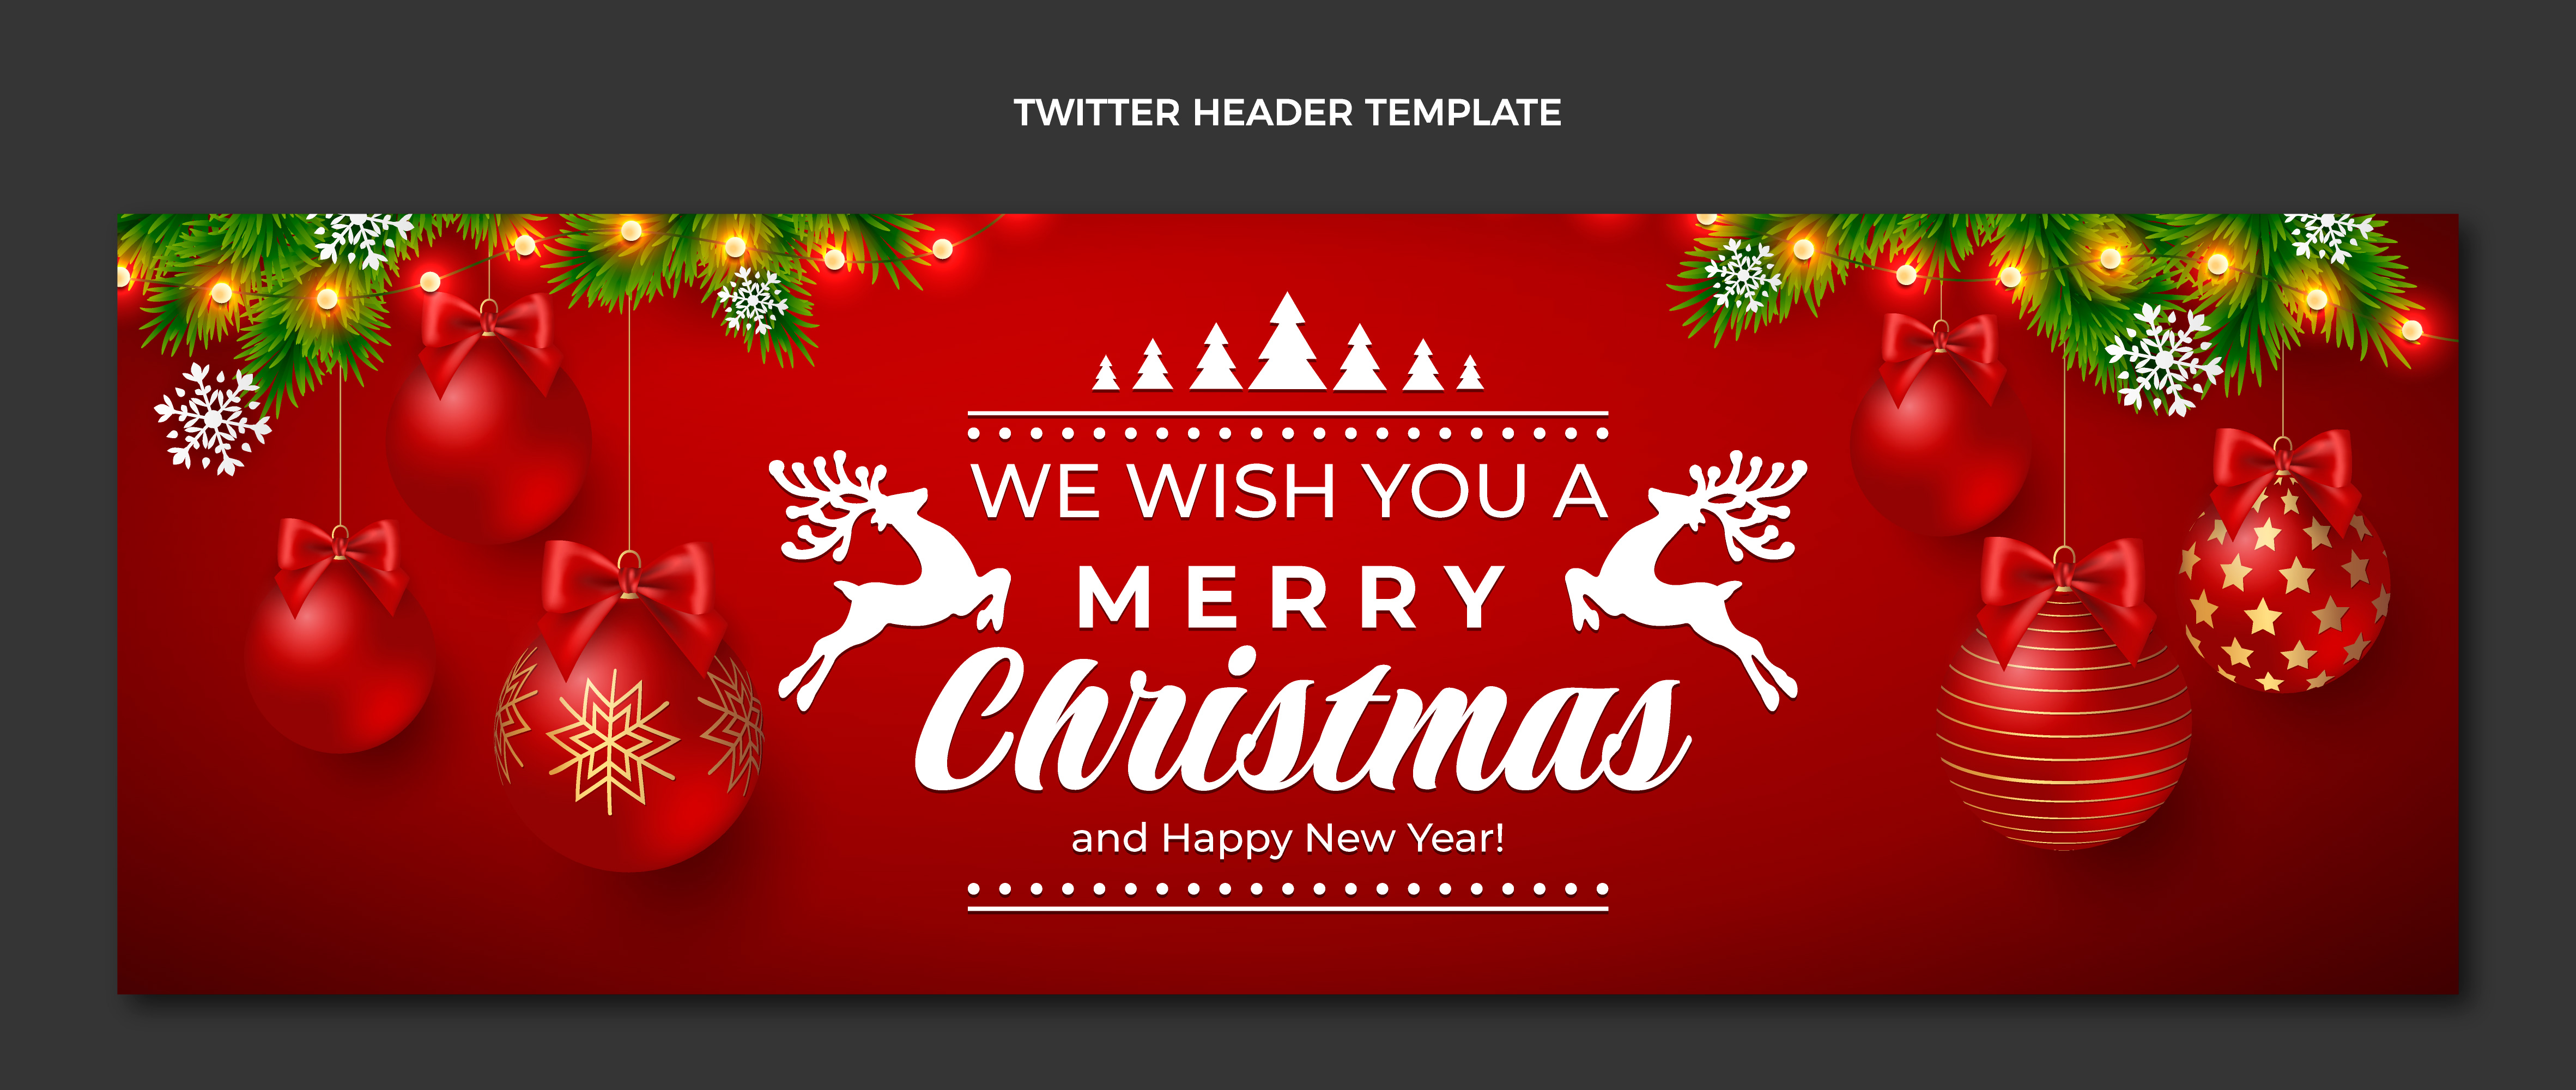 TWITTER HEADER TEMPLATE
WE WISH YOU A
MERRY
Christmas
and Happy New Year!